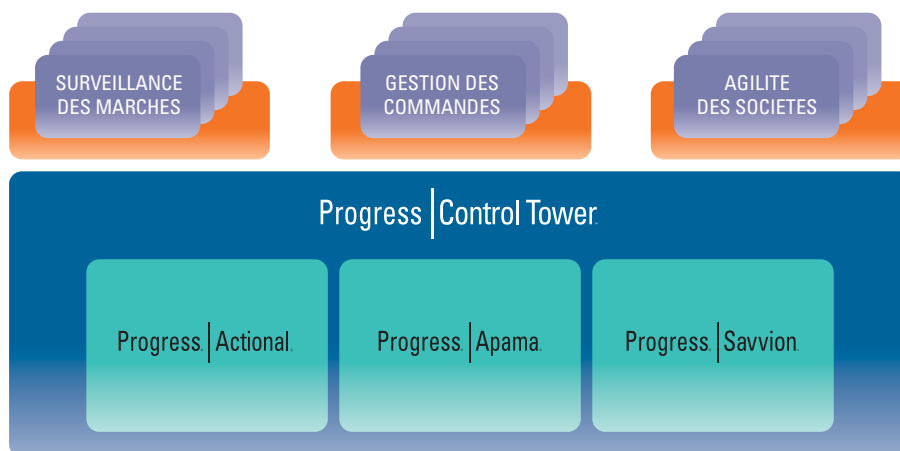 SURVEILLANCE
DES MARCHES
GESTION DES
COMMANDES
AGILITE
DES SOCIETES
Progress | Control Tower
Progress | Actional
Progress | Apama
Progress | Savvion